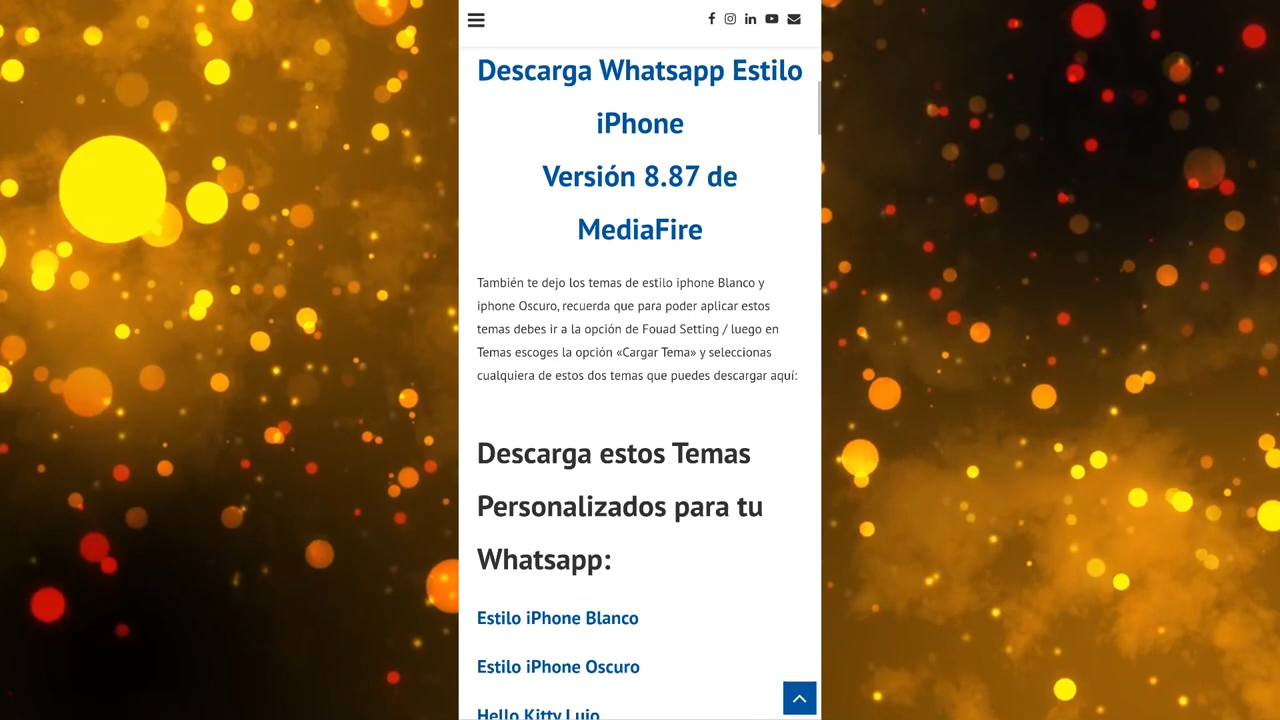 Descarga Whatsapp Estilo
iPhone
Versión 8.87 de
MediaFire
También te dejo los temas de estilo iphone Blanco y
iphone Oscuro, recuerda que para poder aplicar estos
temas debes ir a la opción de Fouad Setting / luego en
Temas escoges la opción «Cargar Tema» y seleccionas
cualquiera de estos dos temas que puedes descargar aquí:
Descarga estos Temas
Personalizados para tu
Whatsapp:
Estilo iPhone Blanco
Estilo iPhone Oscuro
Hello Kitty Lujo